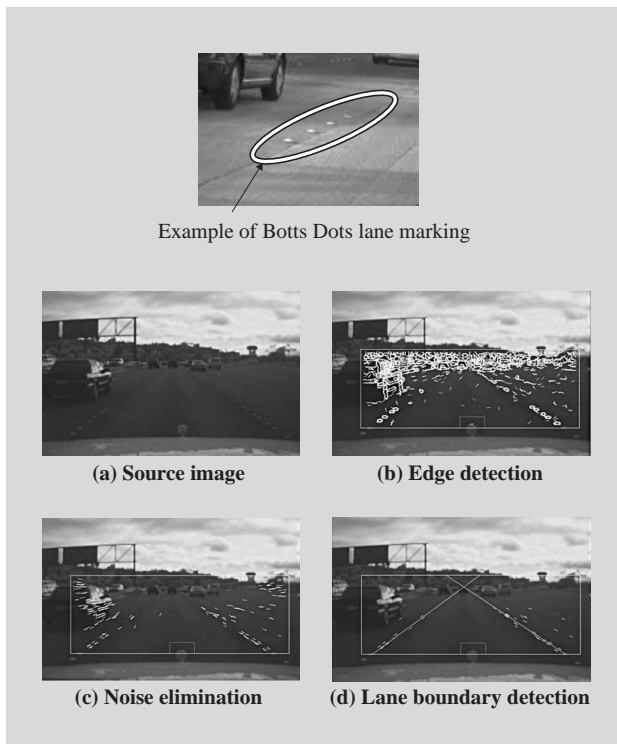 Example of Botts Dots lane marking
(a) Source image
(b) Edge detection
(c) Noise elimination
(d) Lane boundary detection